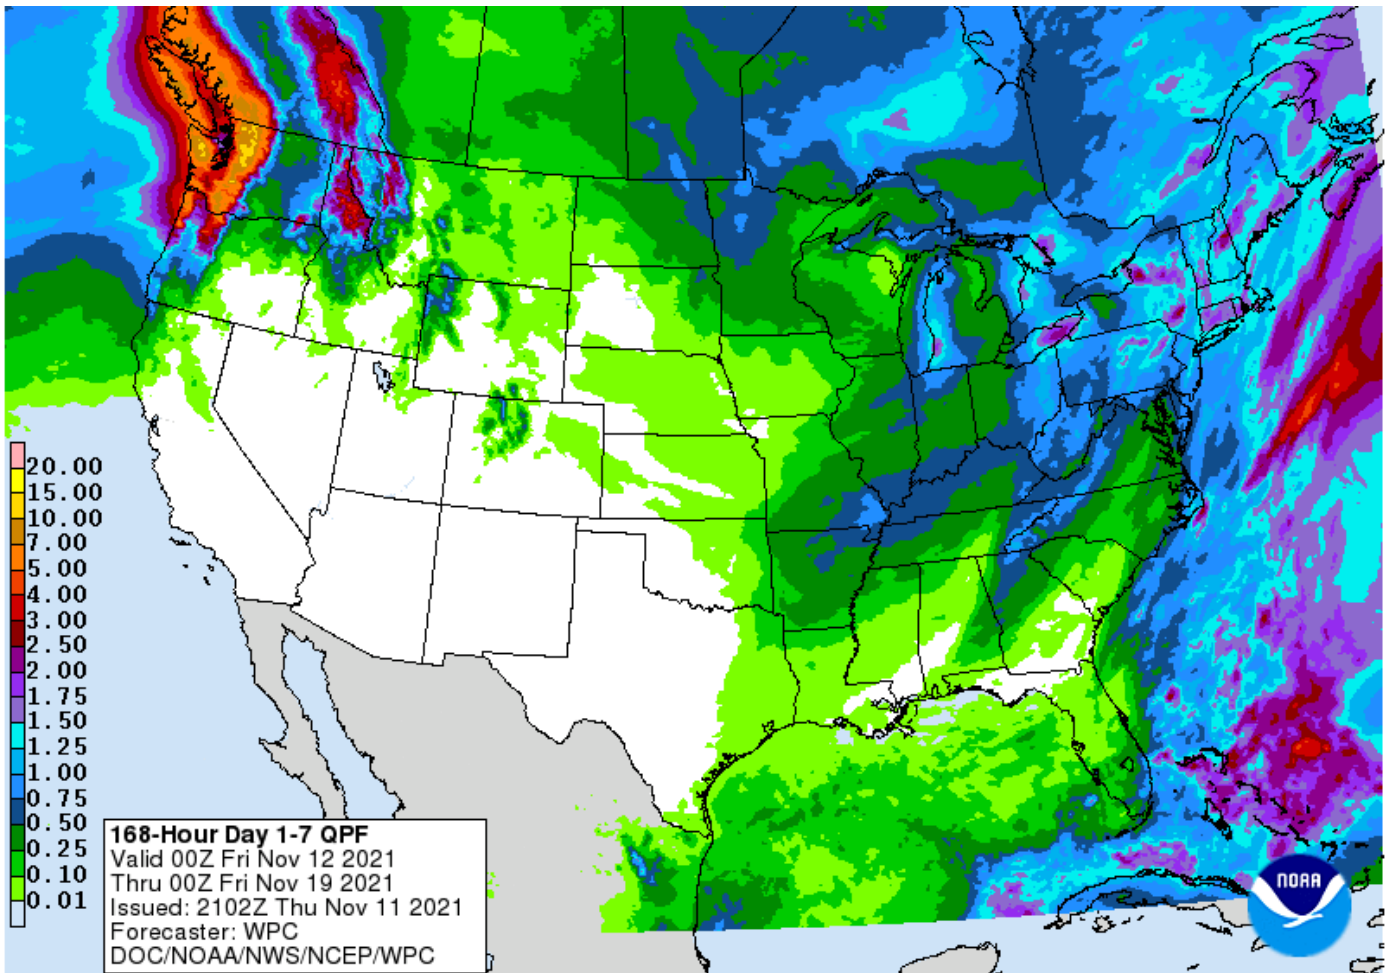 20.00
15.00
10.00
7.00
5.00
4.00
3.00
2.50
2.00
1.75
1.50
1.25
1.00
0.75
0.50
0.25
0.10
0.01
168-Hour Day 1-7 QPF
Valid 00Z Fri Nov 12 2021
Thru 00Z Fri Nov 19 2021
Issued: 2102Z Thu Nov 11 2021
Forecaster: WPC
DOC/NOAA/NWS/NCEP/WPC
NOAA